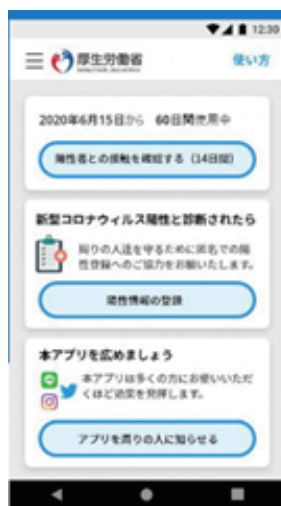 12:30
厚生労働省
使い方
2020年6月15日から 60日間使用中
陽性者との接触を確認する(14日間)
新型コロナウイルス陽性と診断されたら
周りの人達を守るために匿名での陽
性登録へのご協力をお願いいたします。
陽性情報の登録
本アプリを広めましょう
本アプリは多くの方にお使いいただ
くほど効果を発揮します。
アプリを周りの人に知らせる